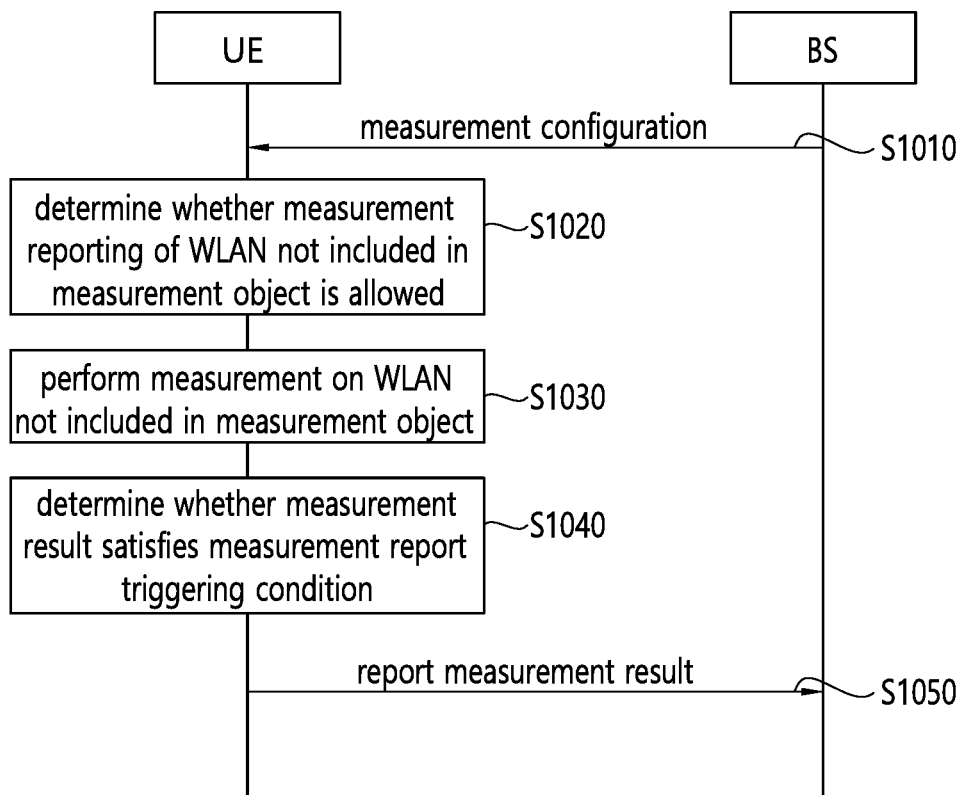 UE
BS
measurement configuration
S1010
determine whether measurement
reporting of WLAN not included in
measurement object is allowed
S1020
perform measurement on WLAN
not included in measurement object
S1030
determine whether measurement
result satisfies measurement report
triggering condition
S1040
report measurement result
S1050